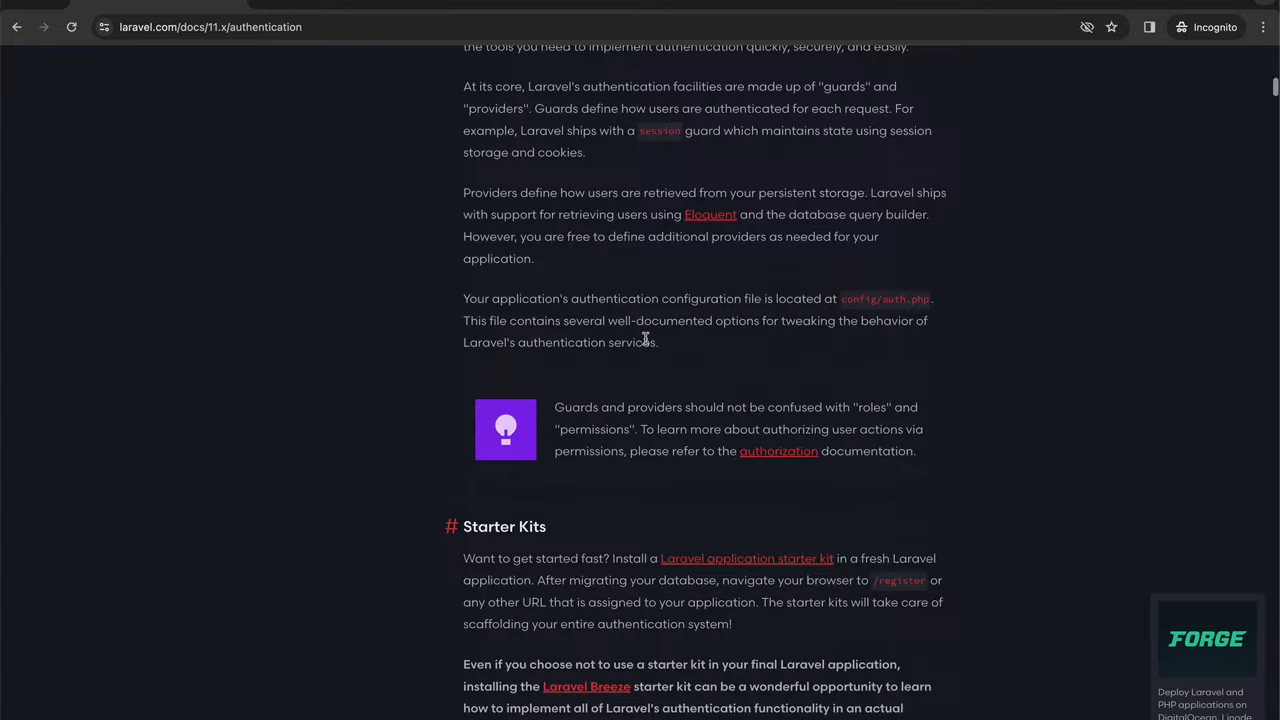 laravel.com/docs/11.x/authentication
Incognito
the tools you need to implement authentication quickly, securely, and easily.
At its core, Laravel's authentication facilities are made up of "guards" and
"providers". Guards define how users are authenticated for each request. For
example, Laravel ships with a session guard which maintains state using session
storage and cookies.
Providers define how users are retrieved from your persistent storage. Laravel ships
with support for retrieving users using Eloquent and the database query builder.
However, you are free to define additional providers as needed for your
application.
Your application's authentication configuration file is located at config/auth.php.
This file contains several well-documented options for tweaking the behavior of
Laravel's authentication services.
Guards and providers should not be confused with "roles" and
"permissions". To learn more about authorizing user actions via
permissions, please refer to the authorization documentation.
# Starter Kits
Want to get started fast? Install a Laravel application starter kit in a fresh Laravel
application. After migrating your database, navigate your browser to /register or
any other URL that is assigned to your application. The starter kits will take care of
scaffolding your entire authentication system!
Even if you choose not to use a starter kit in your final Laravel application,
installing the Laravel Breeze starter kit can be a wonderful opportunity to learn
how to implement all of Laravel's authentication functionality in an actual
FORGE
Deploy Laravel and
PHP applications on
DigitalOcean, Linode